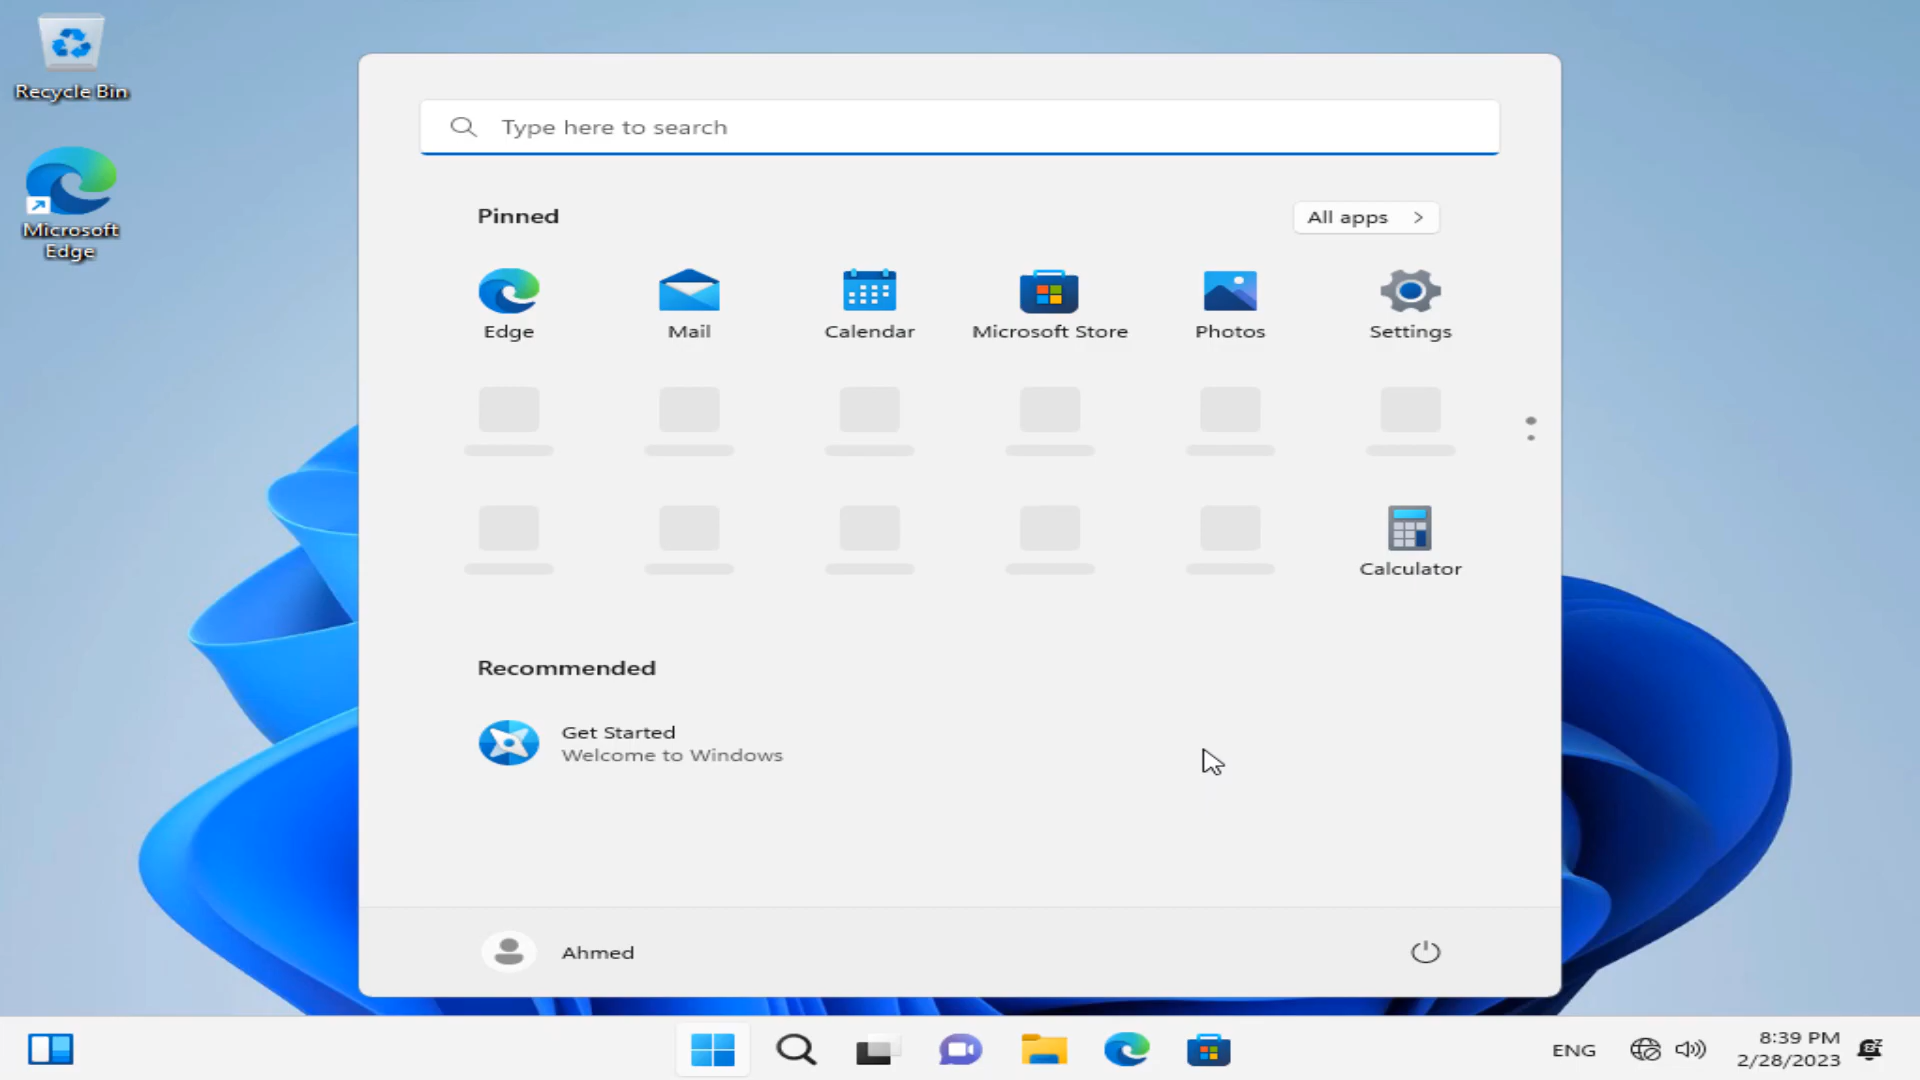 Recycle Bin
Microsoft
Edge
Type here to search
Pinned
All apps
Edge
Mail
Calendar
Microsoft Store
Photos
Settings
Calculator
Recommended
Get Started
Welcome to Windows
Ahmed
ENG
8:39 PM
2/28/2023